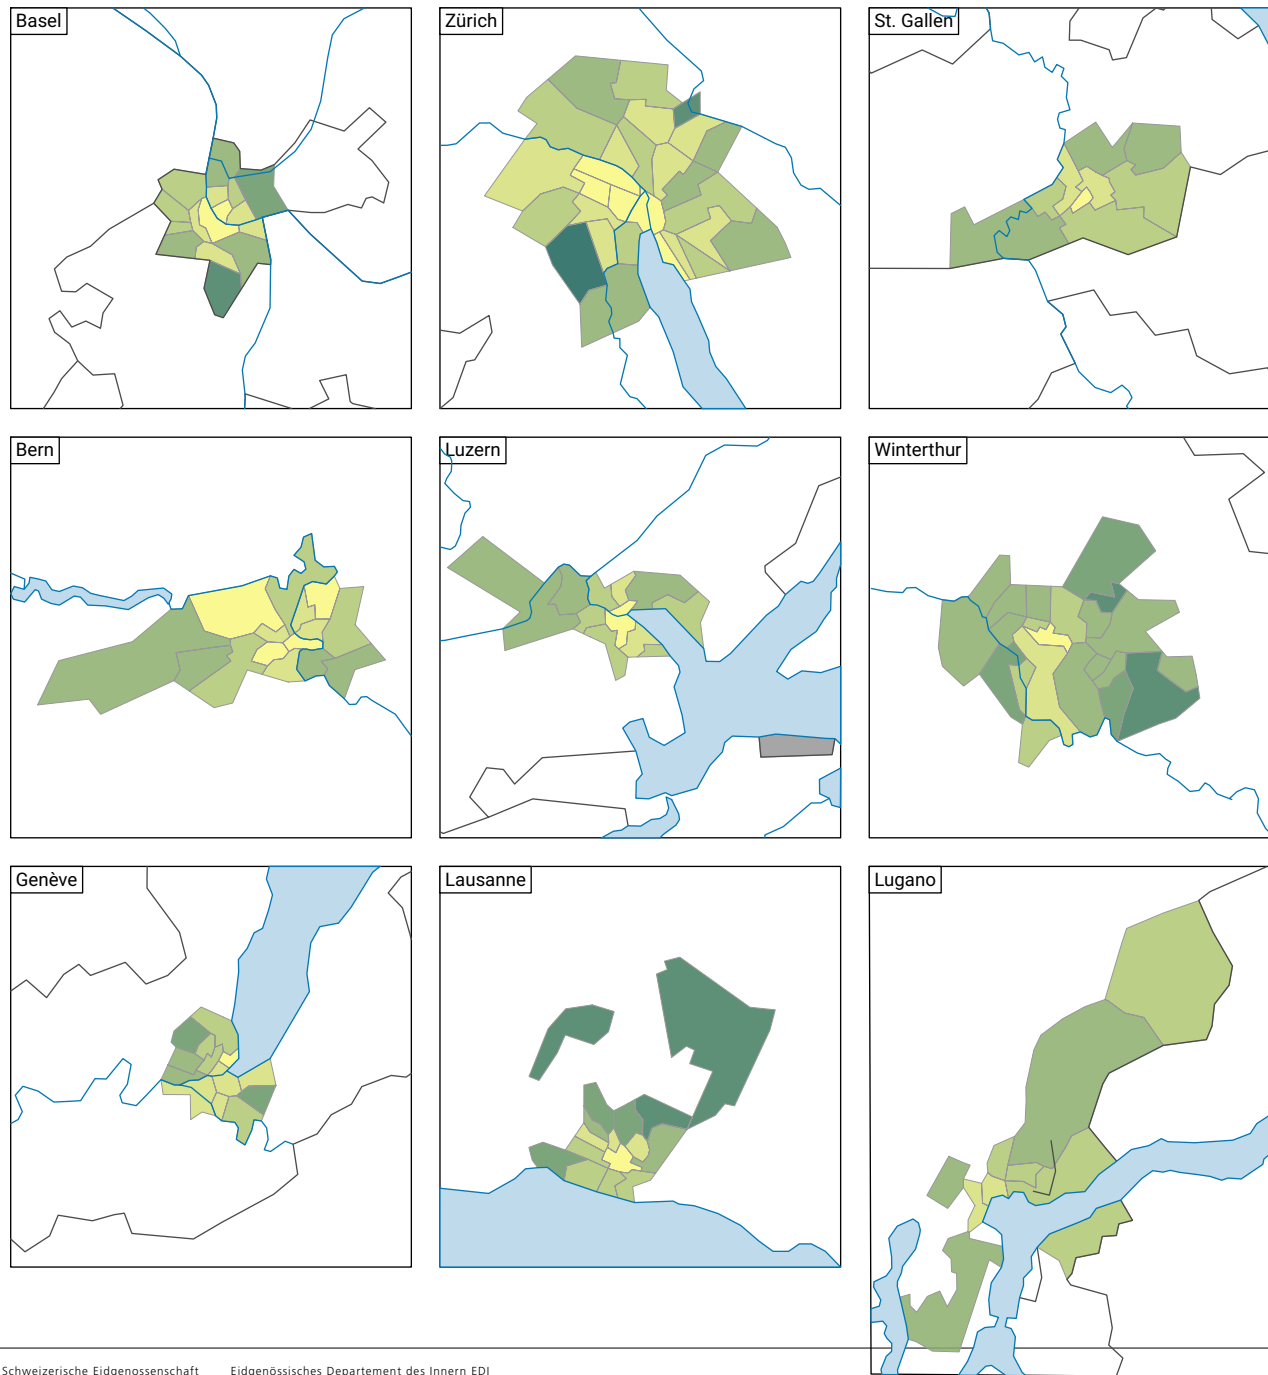 Basel
Zürich
St. Gallen
Bern
Luzern
Winterthur
Genève
Lausanne
Lugano
Schweizerische Eidgenossenschaft Eidgenössisches Departement des Innern EDI